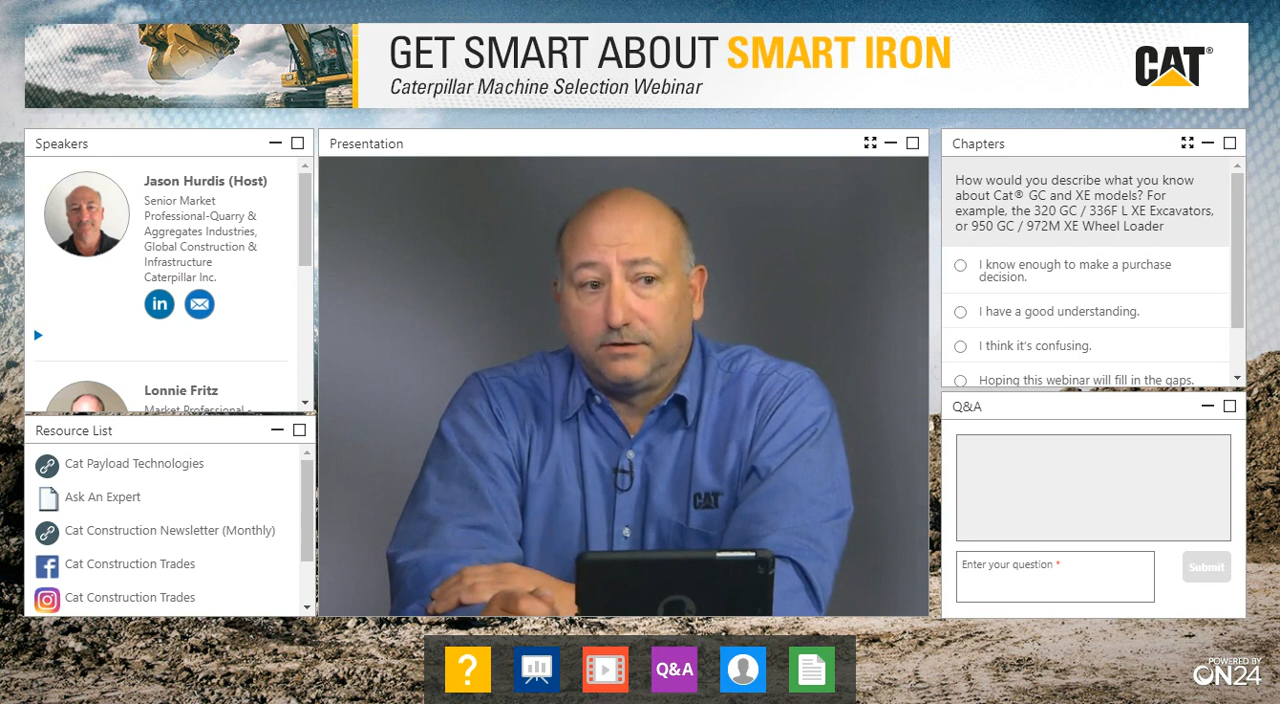 GET SMART ABOUT SMART IRON
Caterpillar Machine Selection Webinar
CAT®
Speakers
Jason Hurdis (Host)
Senior Market
Professional-Quarry &
Aggregates Industries,
Global Construction &
Infrastructure
Caterpillar Inc.
in
Lonnie Fritz
Market Professional -
Resource List
Cat Payload Technologies
Ask An Expert
Cat Construction Newsletter (Monthly)
Cat Construction Trades
Cat Construction Trades
Presentation
CAT
Chapters
How would you describe what you know
about Cat® GC and XE models? For
example, the 320 GC / 336F L XE Excavators,
or 950 GC / 972M XE Wheel Loader
I know enough to make a purchase
decision.
I have a good understanding.
I think it's confusing.
Hoping this webinar will fill in the gaps.
Q&A
Enter your question *
Submit
?
Q&A
POWERED BY
ON24